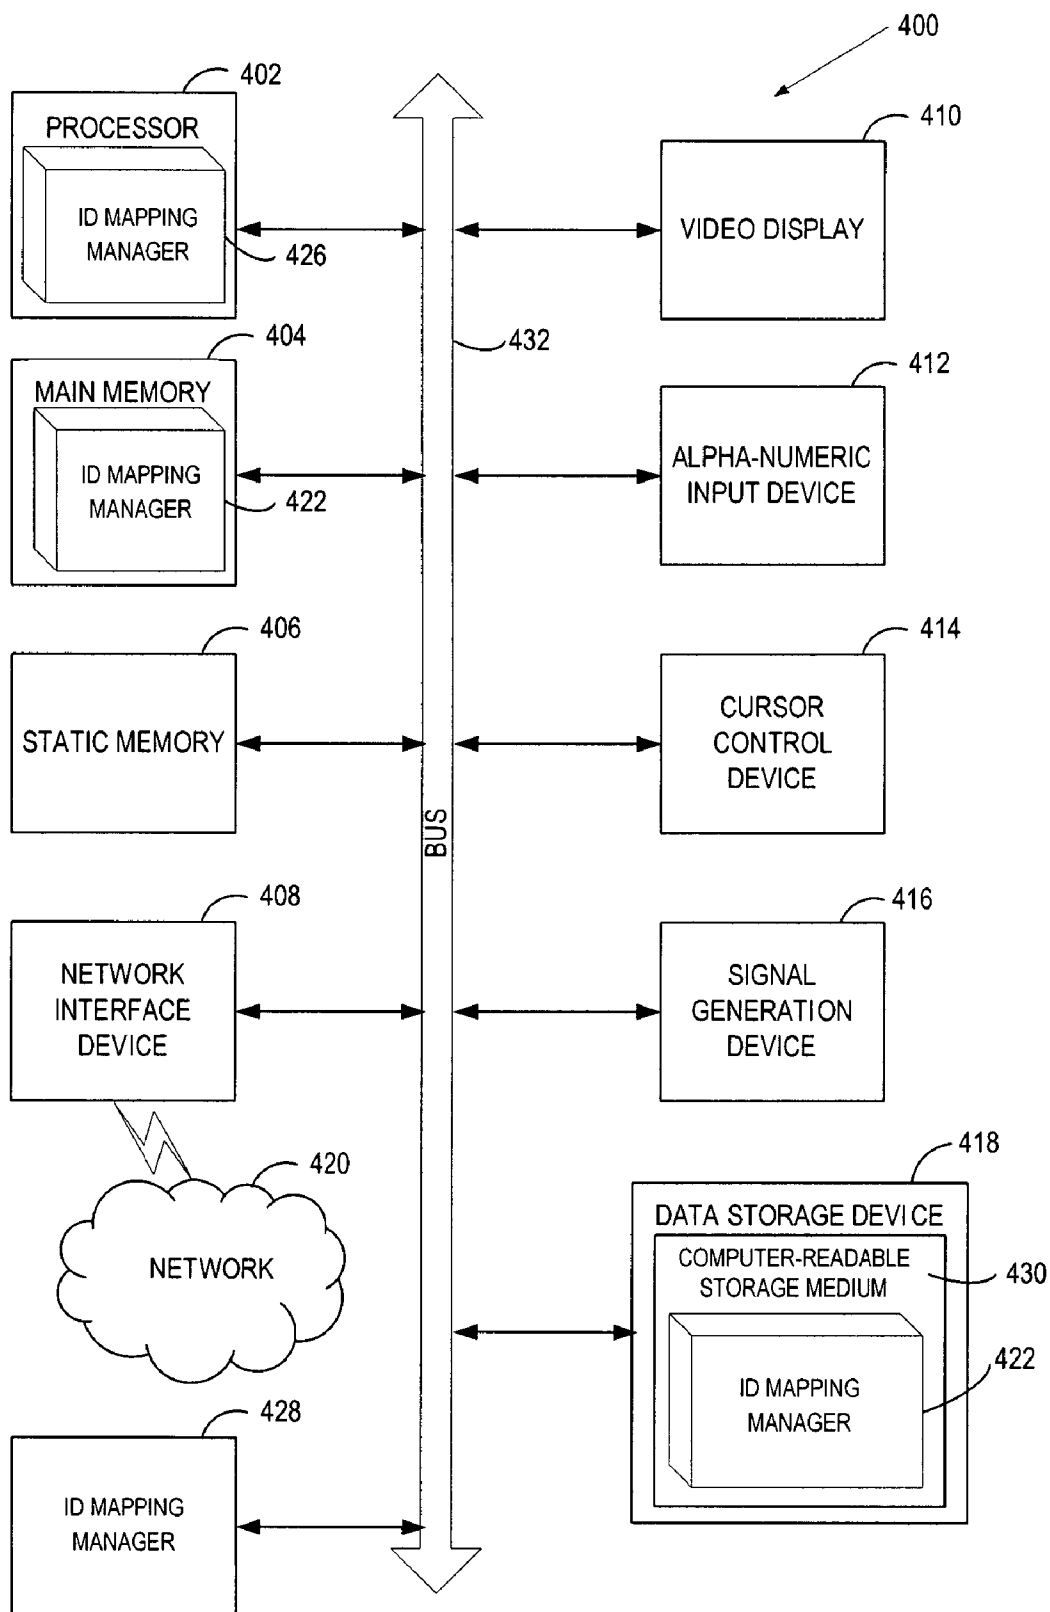 400
402
PROCESSOR
ID MAPPING
MANAGER
426
410
VIDEO DISPLAY
432
404
MAIN MEMORY
ID MAPPING
MANAGER
422
412
ALPHA-NUMERIC
INPUT DEVICE
406
STATIC MEMORY
414
CURSOR
CONTROL
DEVICE
BUS
408
NETWORK
INTERFACE
DEVICE
416
SIGNAL
GENERATION
DEVICE
420
NETWORK
418
DATA STORAGE DEVICE
COMPUTER-READABLE
STORAGE MEDIUM
430
ID MAPPING
MANAGER
422
428
ID MAPPING
MANAGER